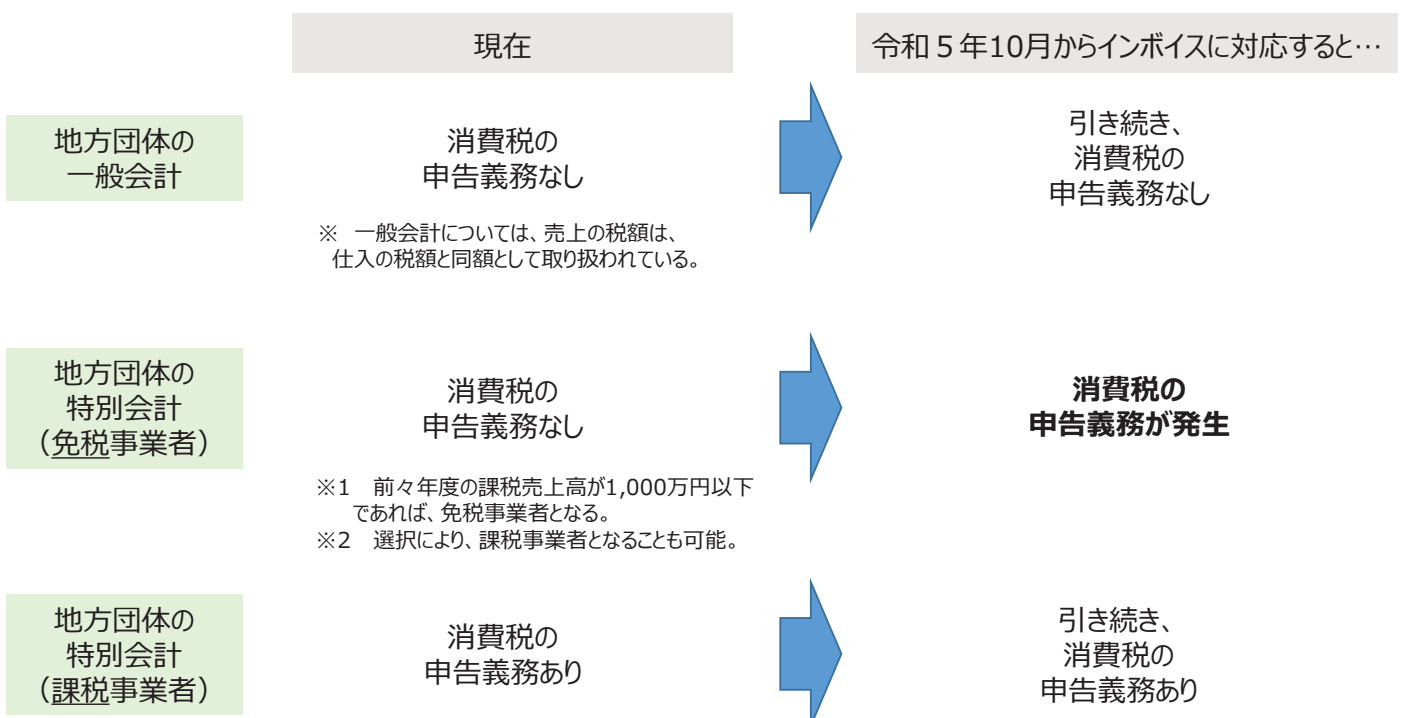 現在
令和5年10月からインボイスに対応すると…
地方団体の
一般会計
消費税の
申告義務なし
※ 一般会計については、売上の税額は、
仕入の税額と同額として取り扱われている。
引き続き、
消費税の
申告義務なし
地方団体の
特別会計
（免税事業者）
消費税の
申告義務なし
※1 前々年度の課税売上高が1,000万円以下
であれば、免税事業者となる。
※2 選択により、課税事業者となることも可能。
消費税の
申告義務が発生
地方団体の
特別会計
（課税事業者）
消費税の
申告義務あり
引き続き、
消費税の
申告義務あり